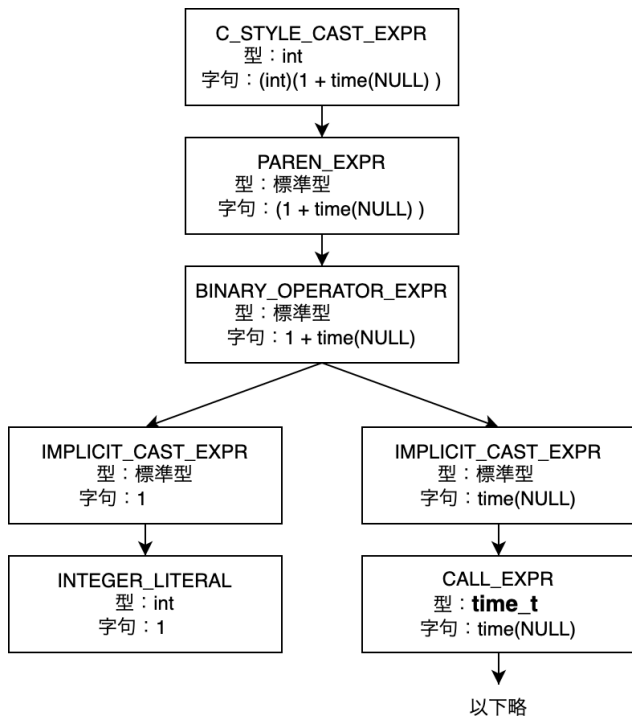 C_STYLE_CAST_EXPR
型：int
字句：(int)(1 + time(NULL) )
PAREN_EXPR
型：標準型
字句：(1 + time(NULL) )
BINARY_OPERATOR_EXPR
型：標準型
字句：1 + time(NULL)
IMPLICIT_CAST_EXPR
型：標準型
字句：1
IMPLICIT_CAST_EXPR
型：標準型
字句：time(NULL)
INTEGER_LITERAL
型：int
字句：1
CALL_EXPR
型：time_t
字句：time(NULL)
以下略